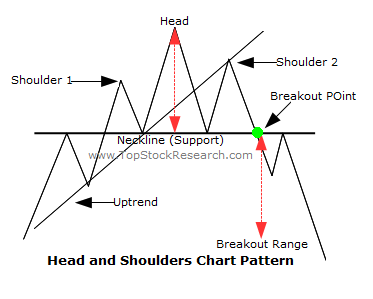 Head
Shoulder 2
Shoulder 1
Breakout POint
Neckline (Support)
www.TopStockResearch.com
Uptrend
Breakout Range
Head and Shoulders Chart Pattern